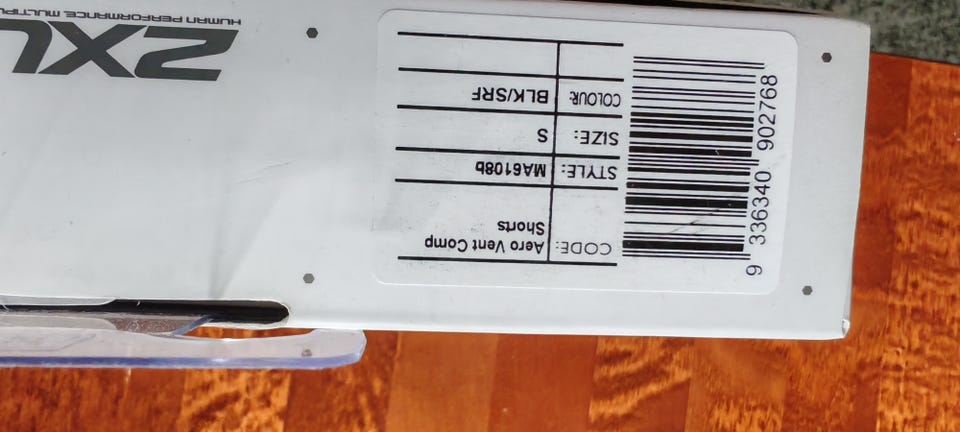 2XU
HUMAN PERFORMANCE MULTIPL
CODE: Aero Vent Comp
Shorts
STYLE: MA6108b
SIZE: S
COLOUR: BLK/SRF
9 336340 902768